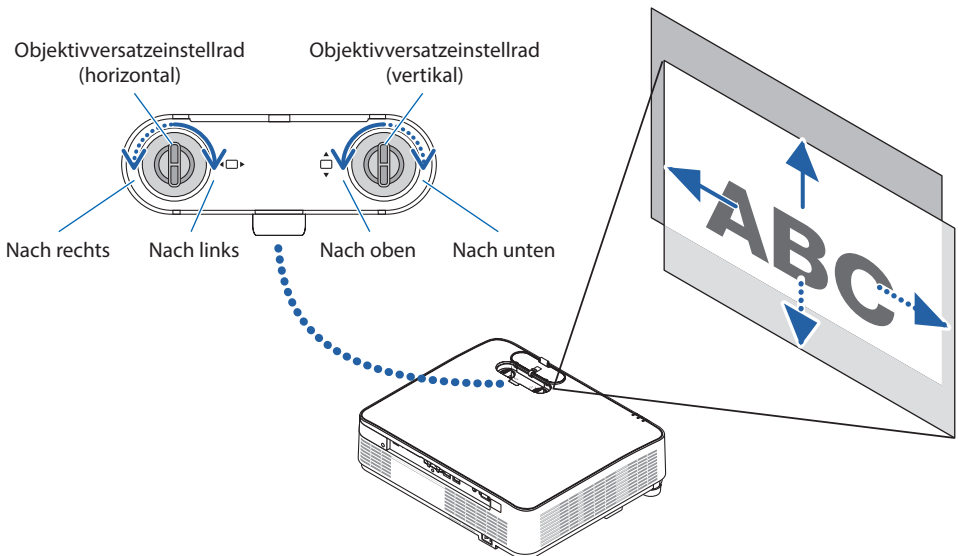 Objektivversatzeinstellrad
(horizontal)
Objektivversatzeinstellrad
(vertikal)
Nach rechts
Nach links
Nach oben
Nach unten
ABC